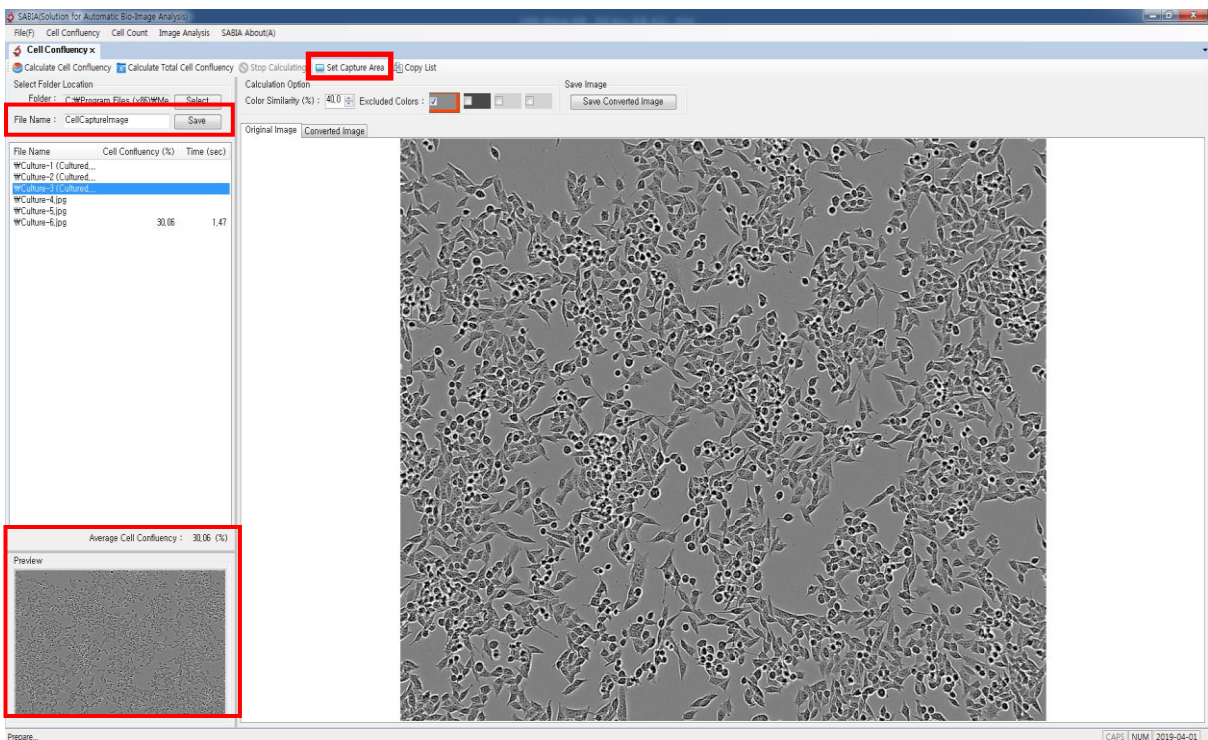 SABIA(Solution for Automatic Bio-Image Analysis)
File(F) Cell Confluency Cell Count Image Analysis SABIA About(A)
Cell Confluency ×
Calculate Cell Confluency Calculate Total Cell Confluency Stop Calculating Set Capture Area Copy List
Select Folder Location Calculation Option Save Image
Folder : C:₩Program Files (x86)₩Me Select Color Similarity (%) : 40.0 Excluded Colors : Save Converted Image
File Name : CellCaptureImage Save
Original Image Converted Image
File Name Cell Confluency (%) Time (sec)
₩Culture-1 (Cultured...
₩Culture-2 (Cultured...
₩Culture-3 (Cultured...
₩Culture-4.jpg
₩Culture-5.jpg
₩Culture-6.jpg 30.06 1.47
Average Cell Confluency : 30.06 (%)
Preview
Prepare... CAPS NUM 2019-04-01